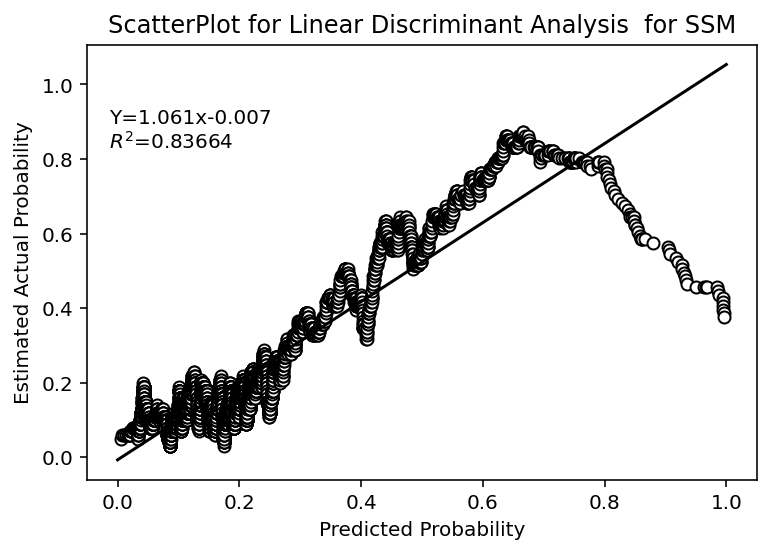 ScatterPlot for Linear Discriminant Analysis  for SSM
Y=1.061x-0.007
R²=0.83664
Estimated Actual Probability
1.0
0.8
0.6
0.4
0.2
0.0
0.0 0.2 0.4 0.6 0.8 1.0
Predicted Probability